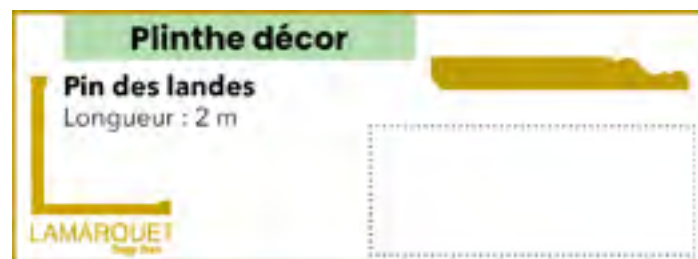 Plinthe décor
Pin des landes
Longueur : 2 m
LAMARQUET